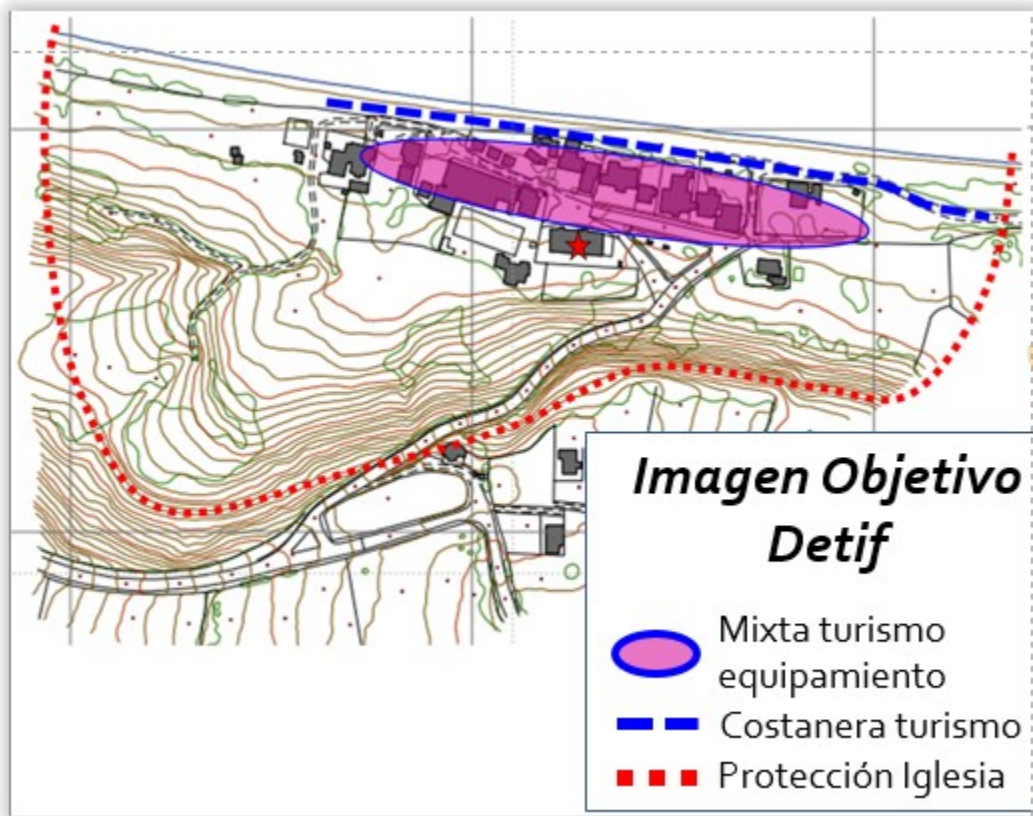 Imagen Objetivo
Detif
Mixta turismo
equipamiento
Costanera turismo
Protección Iglesia